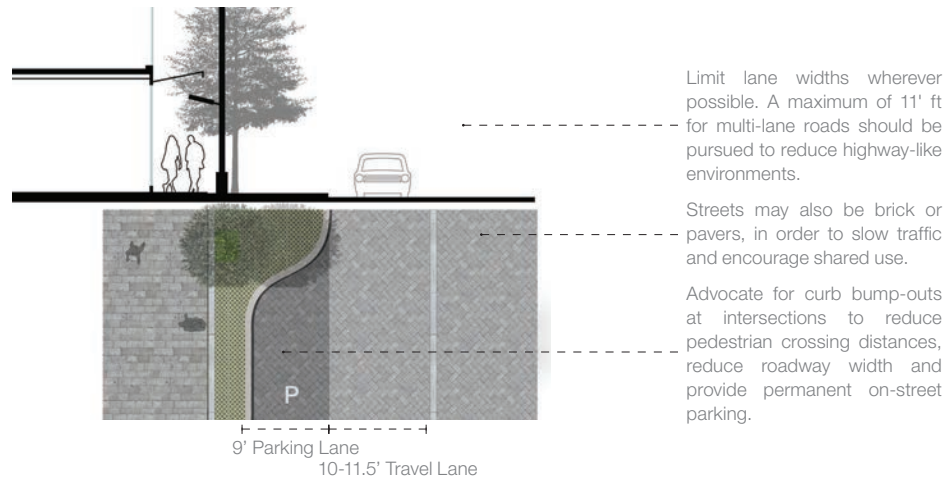 Limit lane widths wherever
possible. A maximum of 11' ft
for multi-lane roads should be
pursued to reduce highway-like
environments.
Streets may also be brick or
pavers, in order to slow traffic
and encourage shared use.
Advocate for curb bump-outs
at intersections to reduce
pedestrian crossing distances,
reduce roadway width and
provide permanent on-street
parking.
P
9’ Parking Lane
10-11.5’ Travel Lane